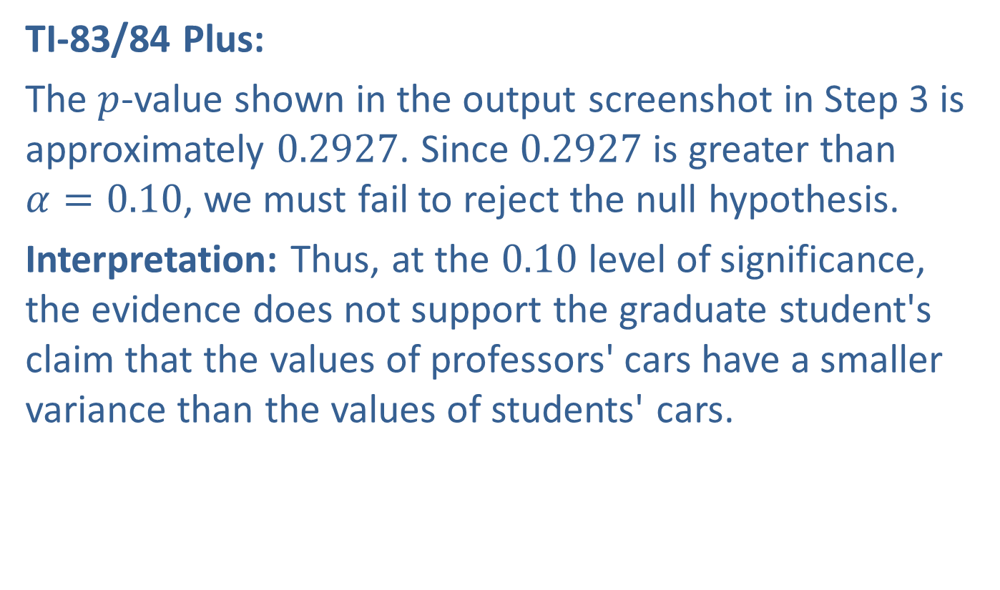 TI-83/84 Plus:
The p-value shown in the output screenshot in Step 3 is
approximately 0.2927. Since 0.2927 is greater than
α = 0.10, we must fail to reject the null hypothesis.
Interpretation: Thus, at the 0.10 level of significance,
the evidence does not support the graduate student's
claim that the values of professors' cars have a smaller
variance than the values of students' cars.